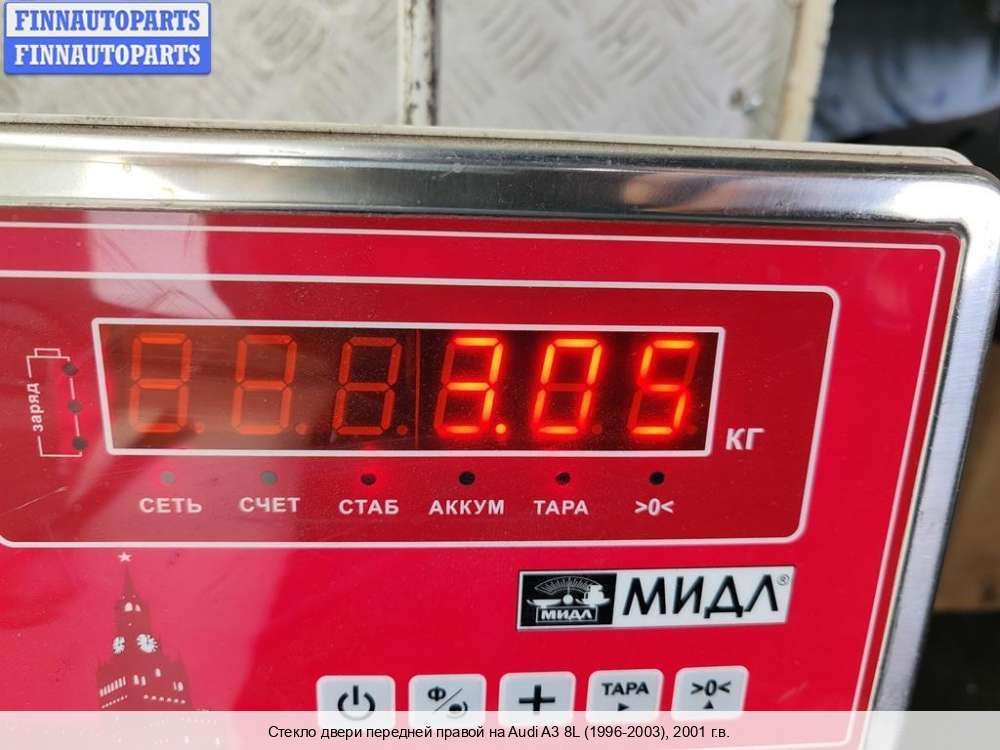 FINNAUTOPARTS
FINNAUTOPARTS
заряд
3.05
КГ
СЕТЬ СЧЕТ СТАБ АККУМ ТАРА >0<
МИДЛ МИДЛ®
Ф ТАРА >0<
Стекло двери передней правой на Audi A3 8L (1996-2003), 2001 г.в.